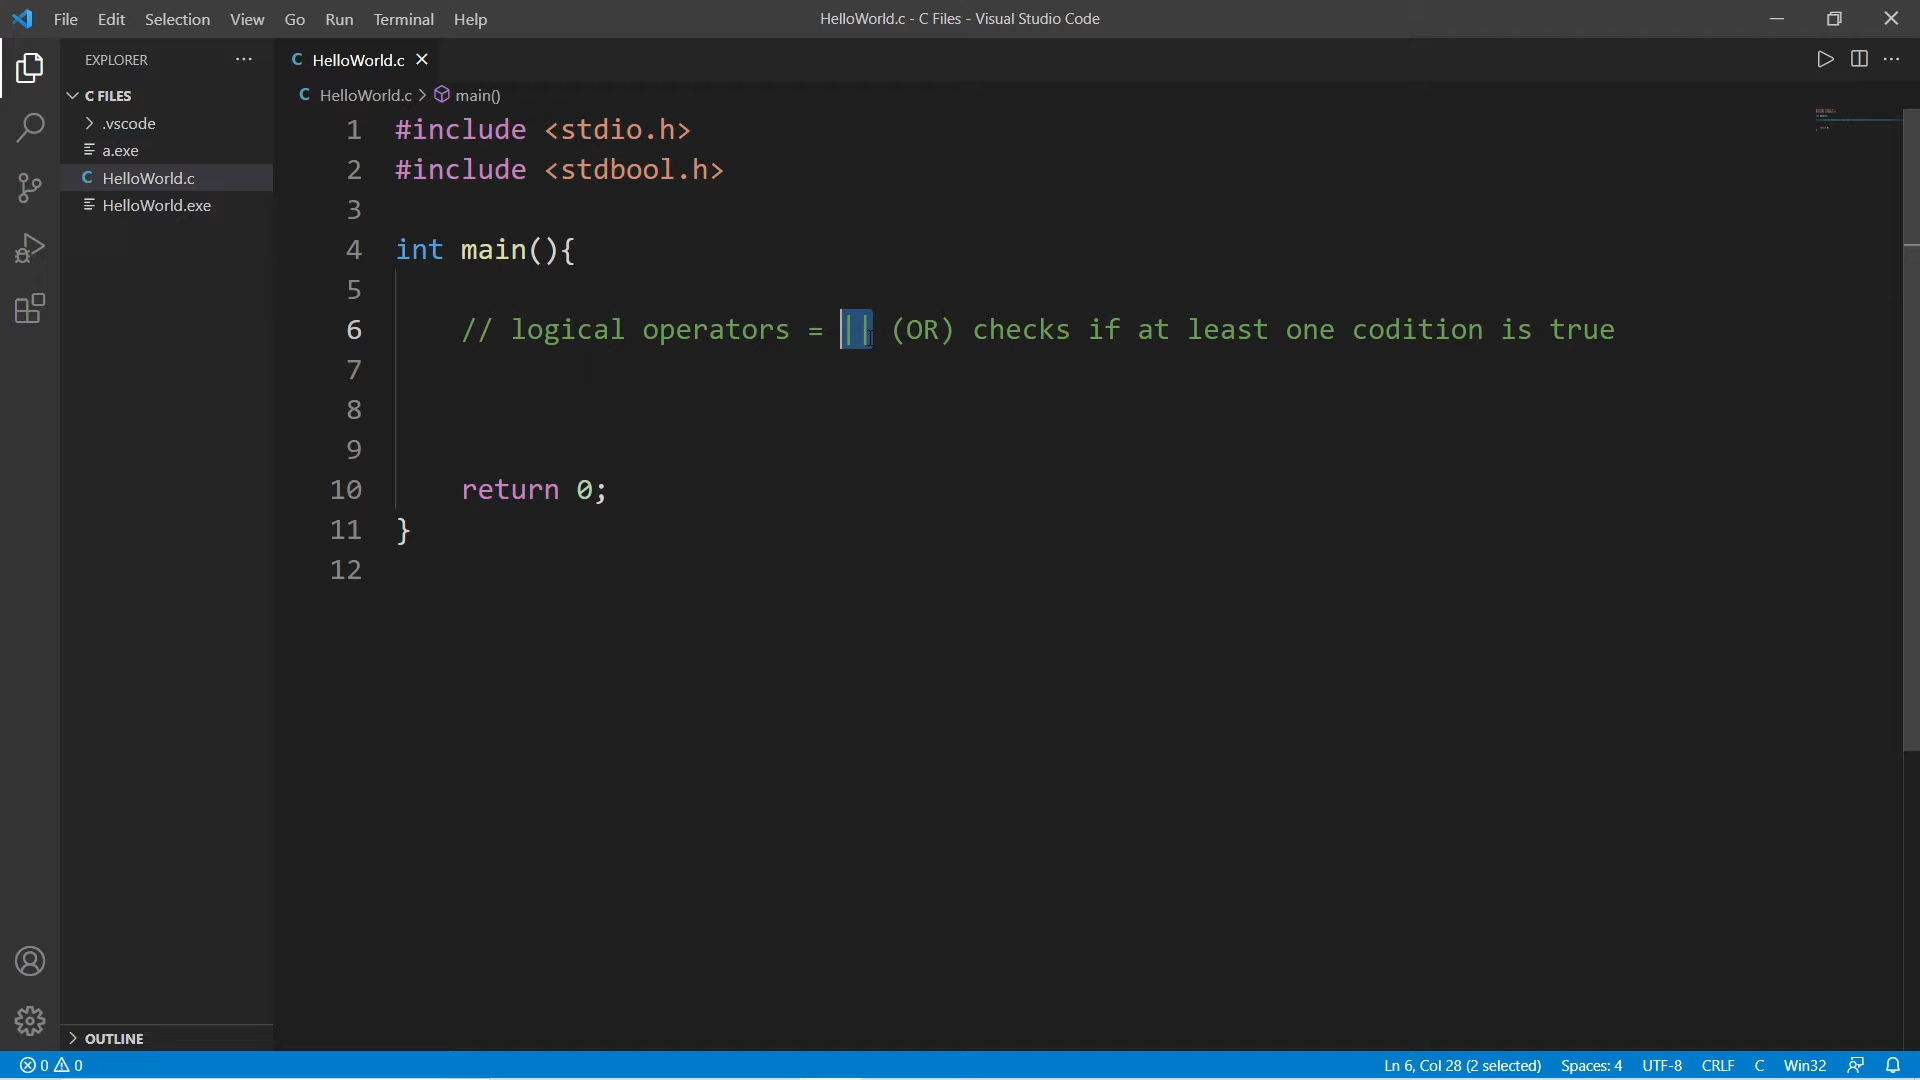 File Edit Selection View Go Run Terminal Help
HelloWorld.c - C Files - Visual Studio Code
EXPLORER
C FILES
.vscode
a.exe
C HelloWorld.c
HelloWorld.exe
OUTLINE
C HelloWorld.c
C HelloWorld.c > main()
1 #include <stdio.h>
2 #include <stdbool.h>
3
4 int main(){
5
6 // logical operators = || (OR) checks if at least one codition is true
7
8
9
10 return 0;
11 }
12
0 0
Ln 6, Col 28 (2 selected) Spaces: 4 UTF-8 CRLF C Win32